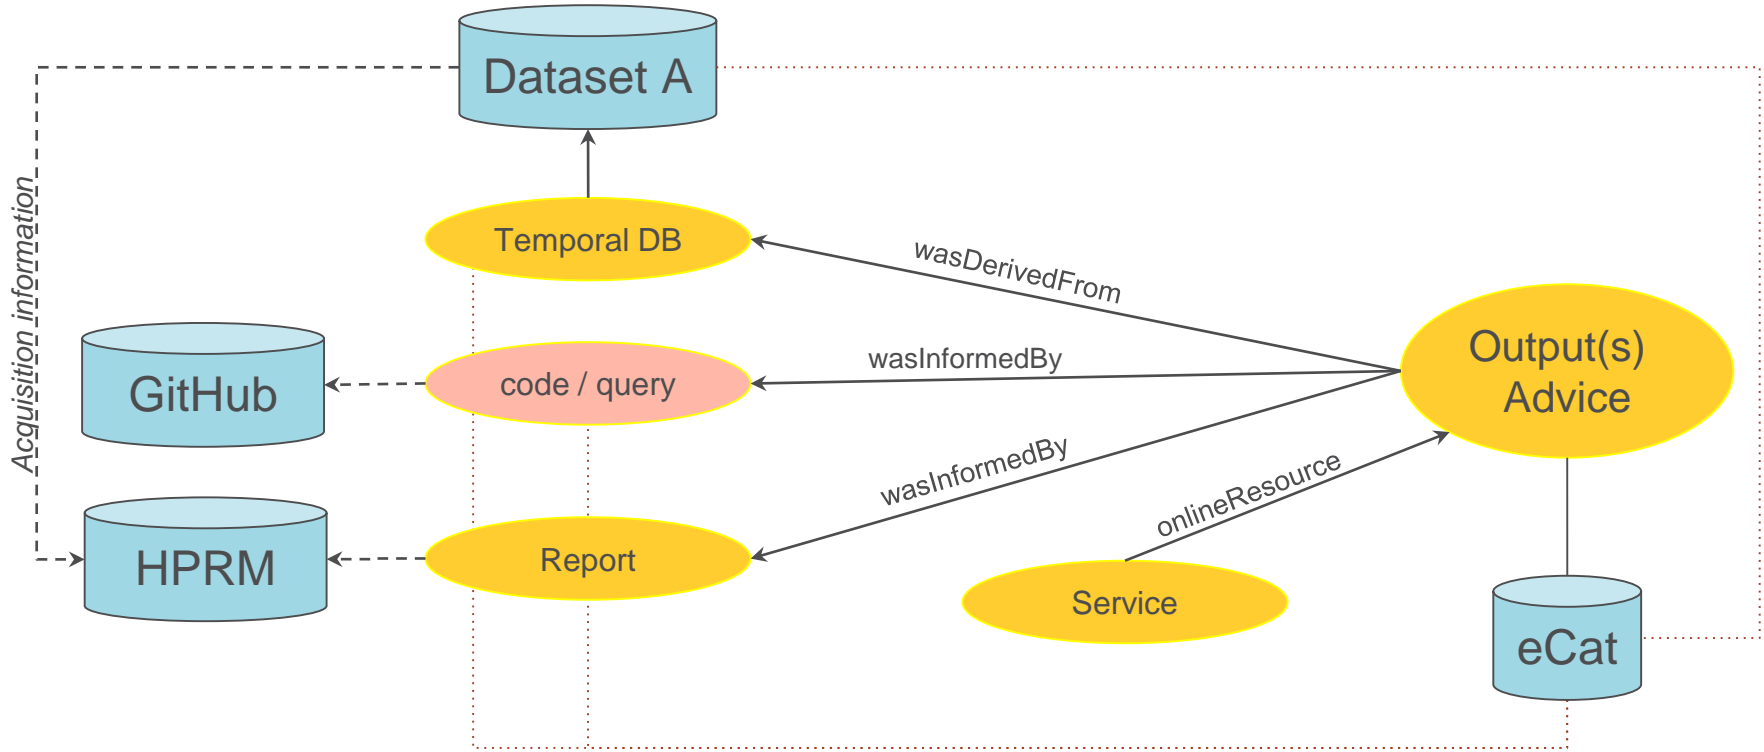 Dataset A
Acquisition information
Temporal DB
wasDerivedFrom
GitHub
code / query
wasInformedBy
Output(s)
Advice
wasInformedBy
onlineResource
HPRM
Report
Service
eCat